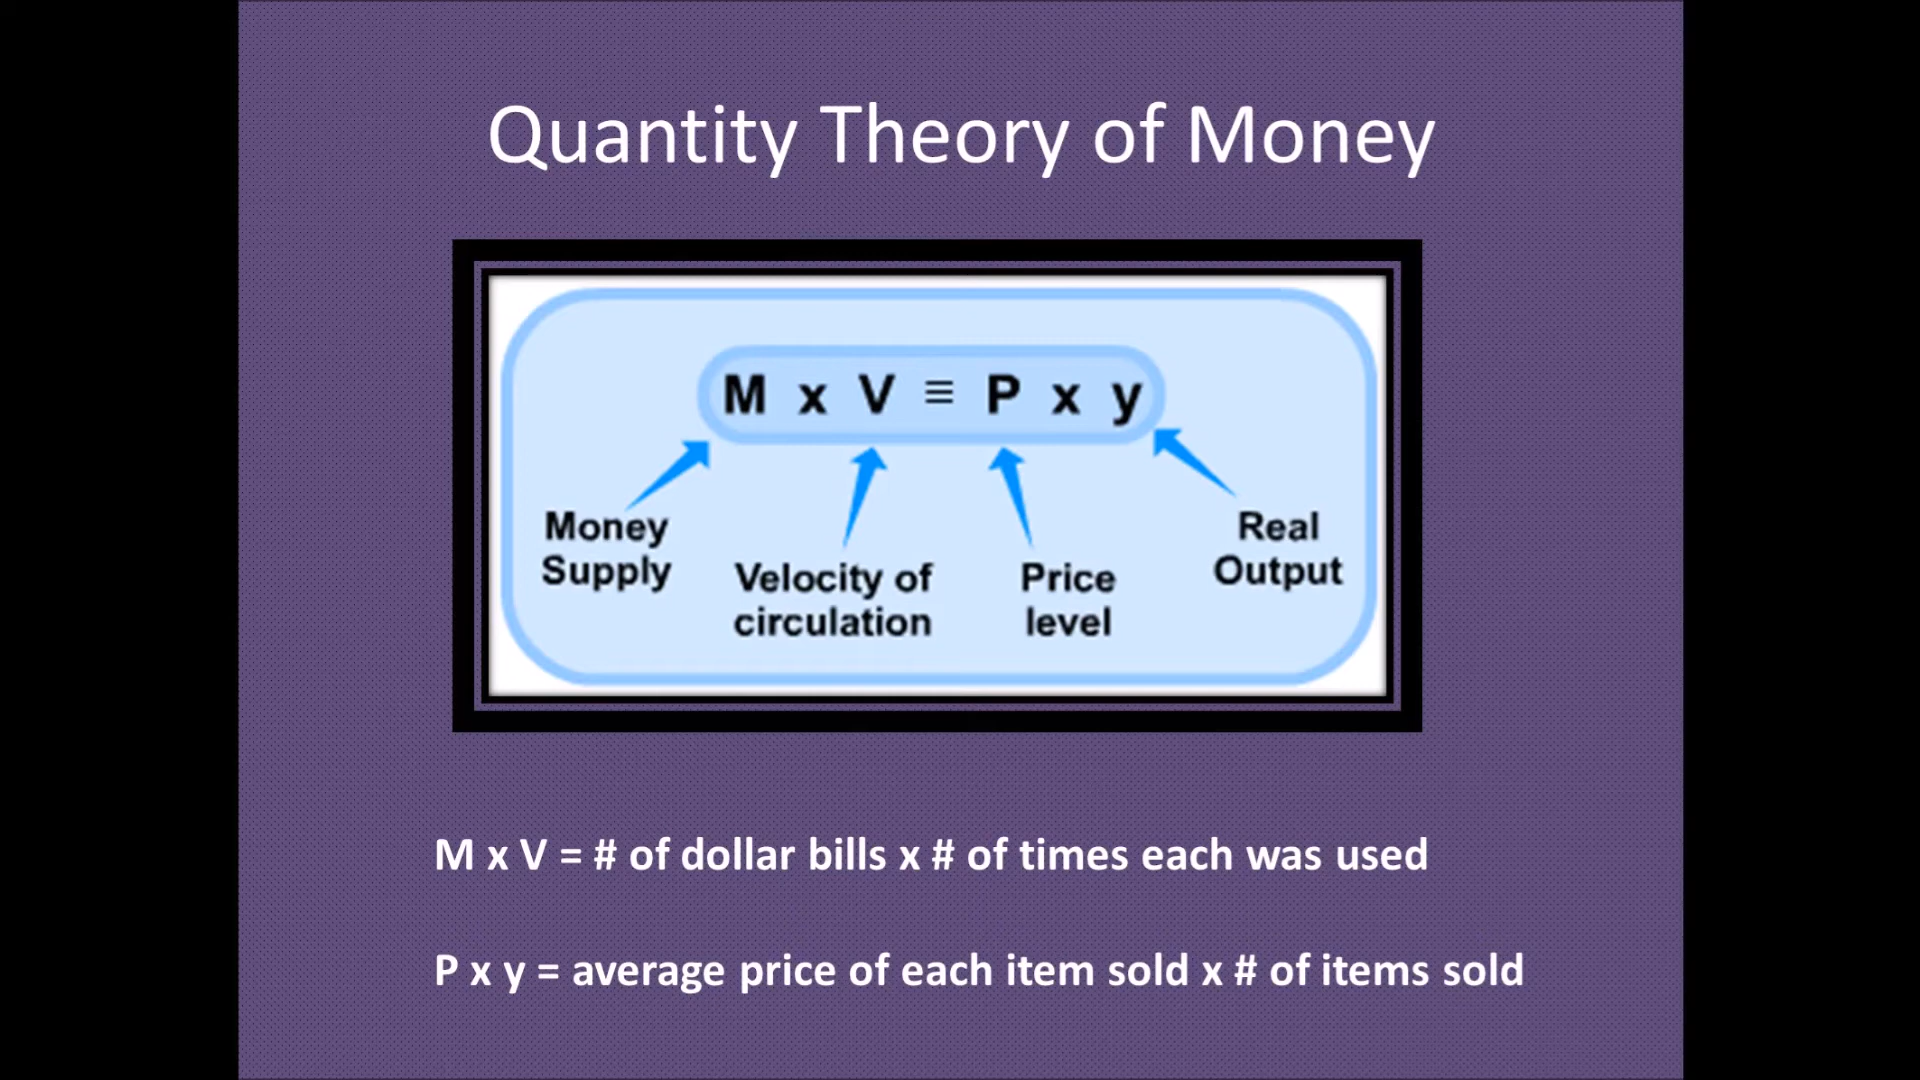 Quantity Theory of Money
M x V ≡ P x y
Money
Supply
Velocity of
circulation
Price
level
Real
Output
M x V = # of dollar bills x # of times each was used
P x y = average price of each item sold x # of items sold